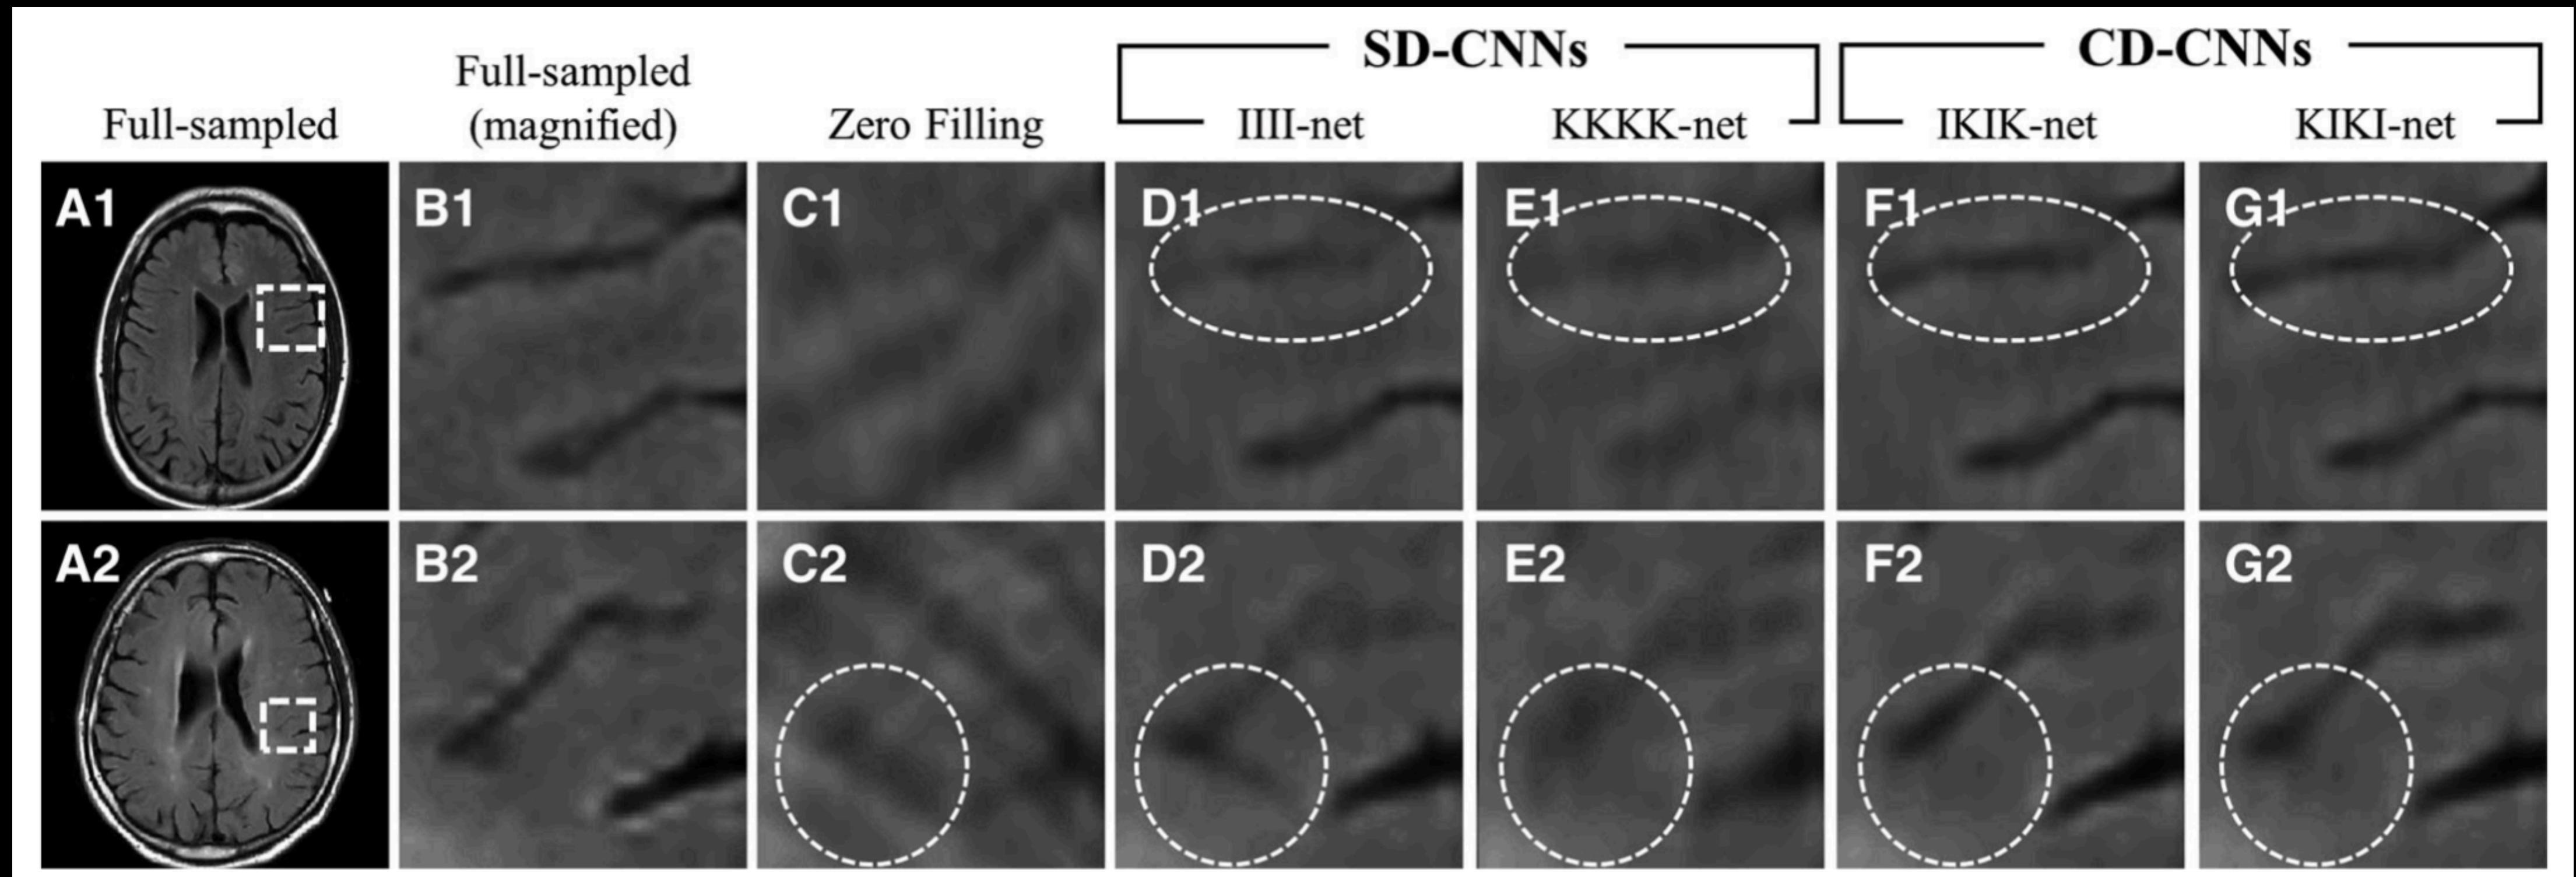 SD-CNNs CD-CNNs
Full-sampled
Full-sampled (magnified)
Zero Filling
IIII-net
KKKK-net
IKIK-net
KIKI-net
A1 B1 C1 D1 E1 F1 G1
A2 B2 C2 D2 E2 F2 G2